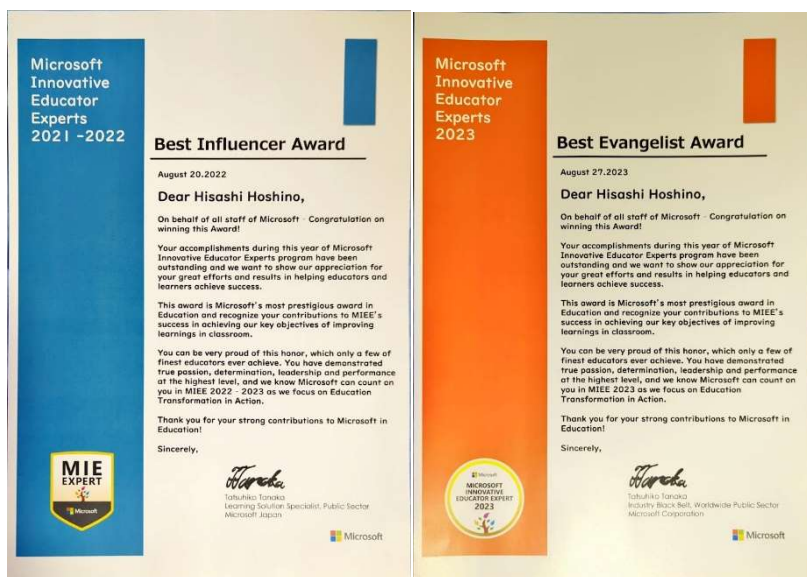 Microsoft
Innovative
Educator
Experts
2021 -2022
Best Influencer Award
August 20.2022
Dear Hisashi Hoshino,
On behalf of all staff of Microsoft - Congratulation on
winning this Award!
Your accomplishments during this year of Microsoft
Innovative Educator Experts program have been
outstanding and we want to show our appreciation for
your great efforts and results in helping educators and
learners achieve success.
This award is Microsoft's most prestigious award in
Education and recognize your contributions to MIEE's
success in achieving our key objectives of improving
learnings in classroom.
You can be very proud of this honor, which only a few of
finest educators ever achieve. You have demonstrated
true passion, determination, leadership and performance
at the highest level, and we know Microsoft can count on
you in MIEE 2022 - 2023 as we focus on Education
Transformation in Action.
Thank you for your strong contributions to Microsoft in
Education!
Sincerely,
MIE
EXPERT
Microsoft
Tatsuhiko Tanaka
Learning Solution Specialist, Public Sector
Microsoft Japan
Microsoft
Microsoft
Innovative
Educator
Experts
2023
Best Evangelist Award
August 27.2023
Dear Hisashi Hoshino,
On behalf of all staff of Microsoft - Congratulation on
winning this Award!
Your accomplishments during this year of Microsoft
Innovative Educator Experts program have been
outstanding and we want to show our appreciation for
your great efforts and results in helping educators and
learners achieve success.
This award is Microsoft's most prestigious award in
Education and recognize your contributions to MIEE's
success in achieving our key objectives of improving
learnings in classroom.
You can be very proud of this honor, which only a few of
finest educators ever achieve. You have demonstrated
true passion, determination, leadership and performance
at the highest level, and we know Microsoft can count on
you in MIEE 2023 as we focus on Education
Transformation in Action.
Thank you for your strong contributions to Microsoft in
Education!
Sincerely,
Microsoft
MICROSOFT
INNOVATIVE
EDUCATOR EXPERT
2023
Tatsuhiko Tanaka
Industry Black Belt, Worldwide Public Sector
Microsoft Corporation
Microsoft